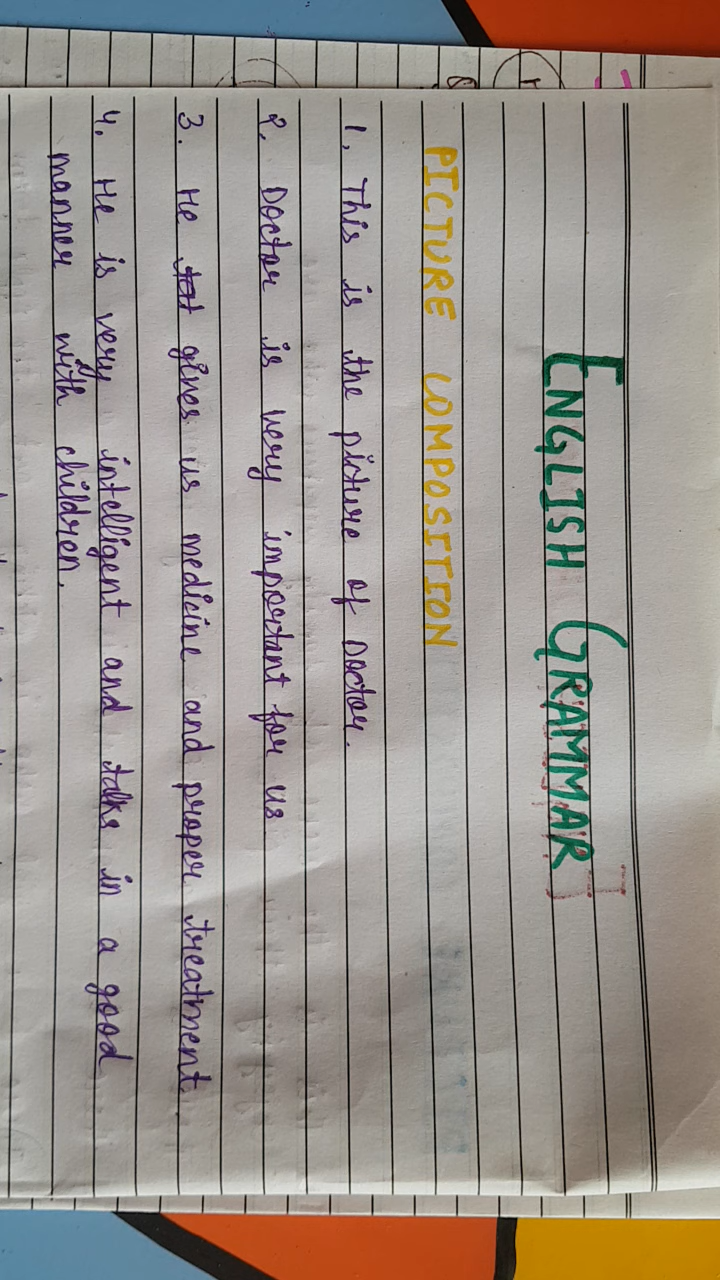 ENGLISH GRAMMAR
PICTURE COMPOSITION
1. This is the picture of Doctor.
2. Doctor is very important for us
3. He gives us medicine and proper treatment
4. He is very intelligent and talks in a good
manner with children.